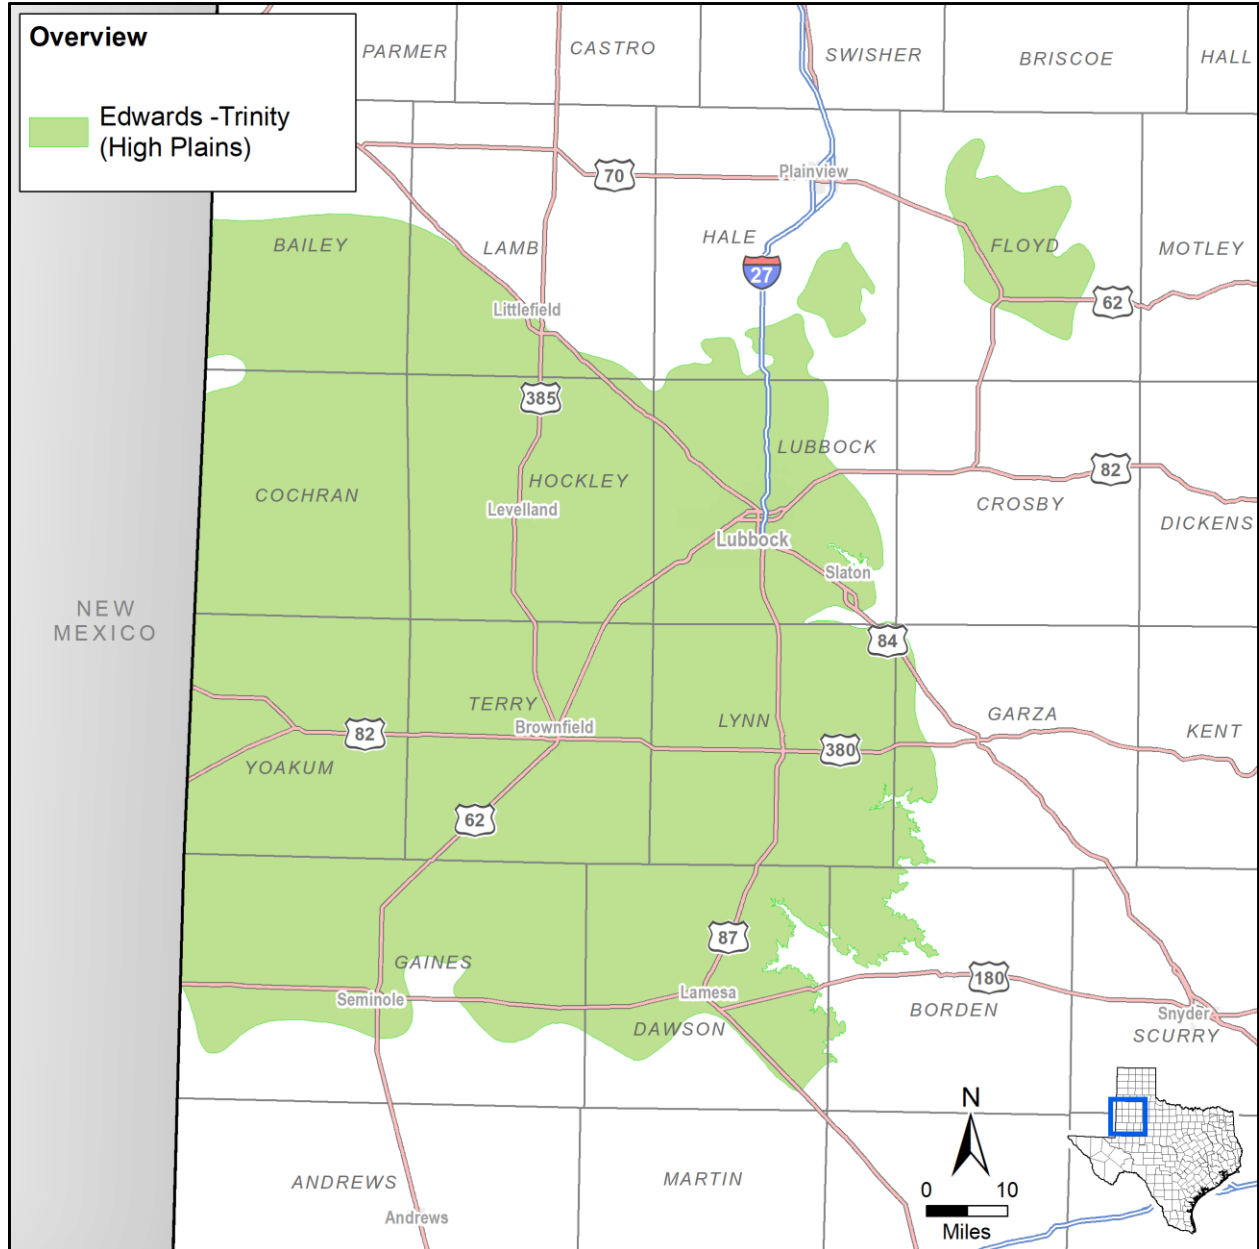 Overview
Edwards -Trinity
(High Plains)
PARMER
CASTRO
SWISHER
BRISCOE
HALL
70
Plainview
BAILEY
LAMB
HALE
FLOYD
MOTLEY
27
62
Littlefield
385
LUBBOCK
82
COCHRAN
HOCKLEY
CROSBY
DICKENS
Levelland
Lubbock
Slaton
NEW
MEXICO
84
TERRY
LYNN
GARZA
KENT
Brownfield
82
380
YOAKUM
62
87
GAINES
180
Seminole
Lamesa
DAWSON
BORDEN
Snyder
SCURRY
N
0 10
Miles
ANDREWS
MARTIN
Andrews